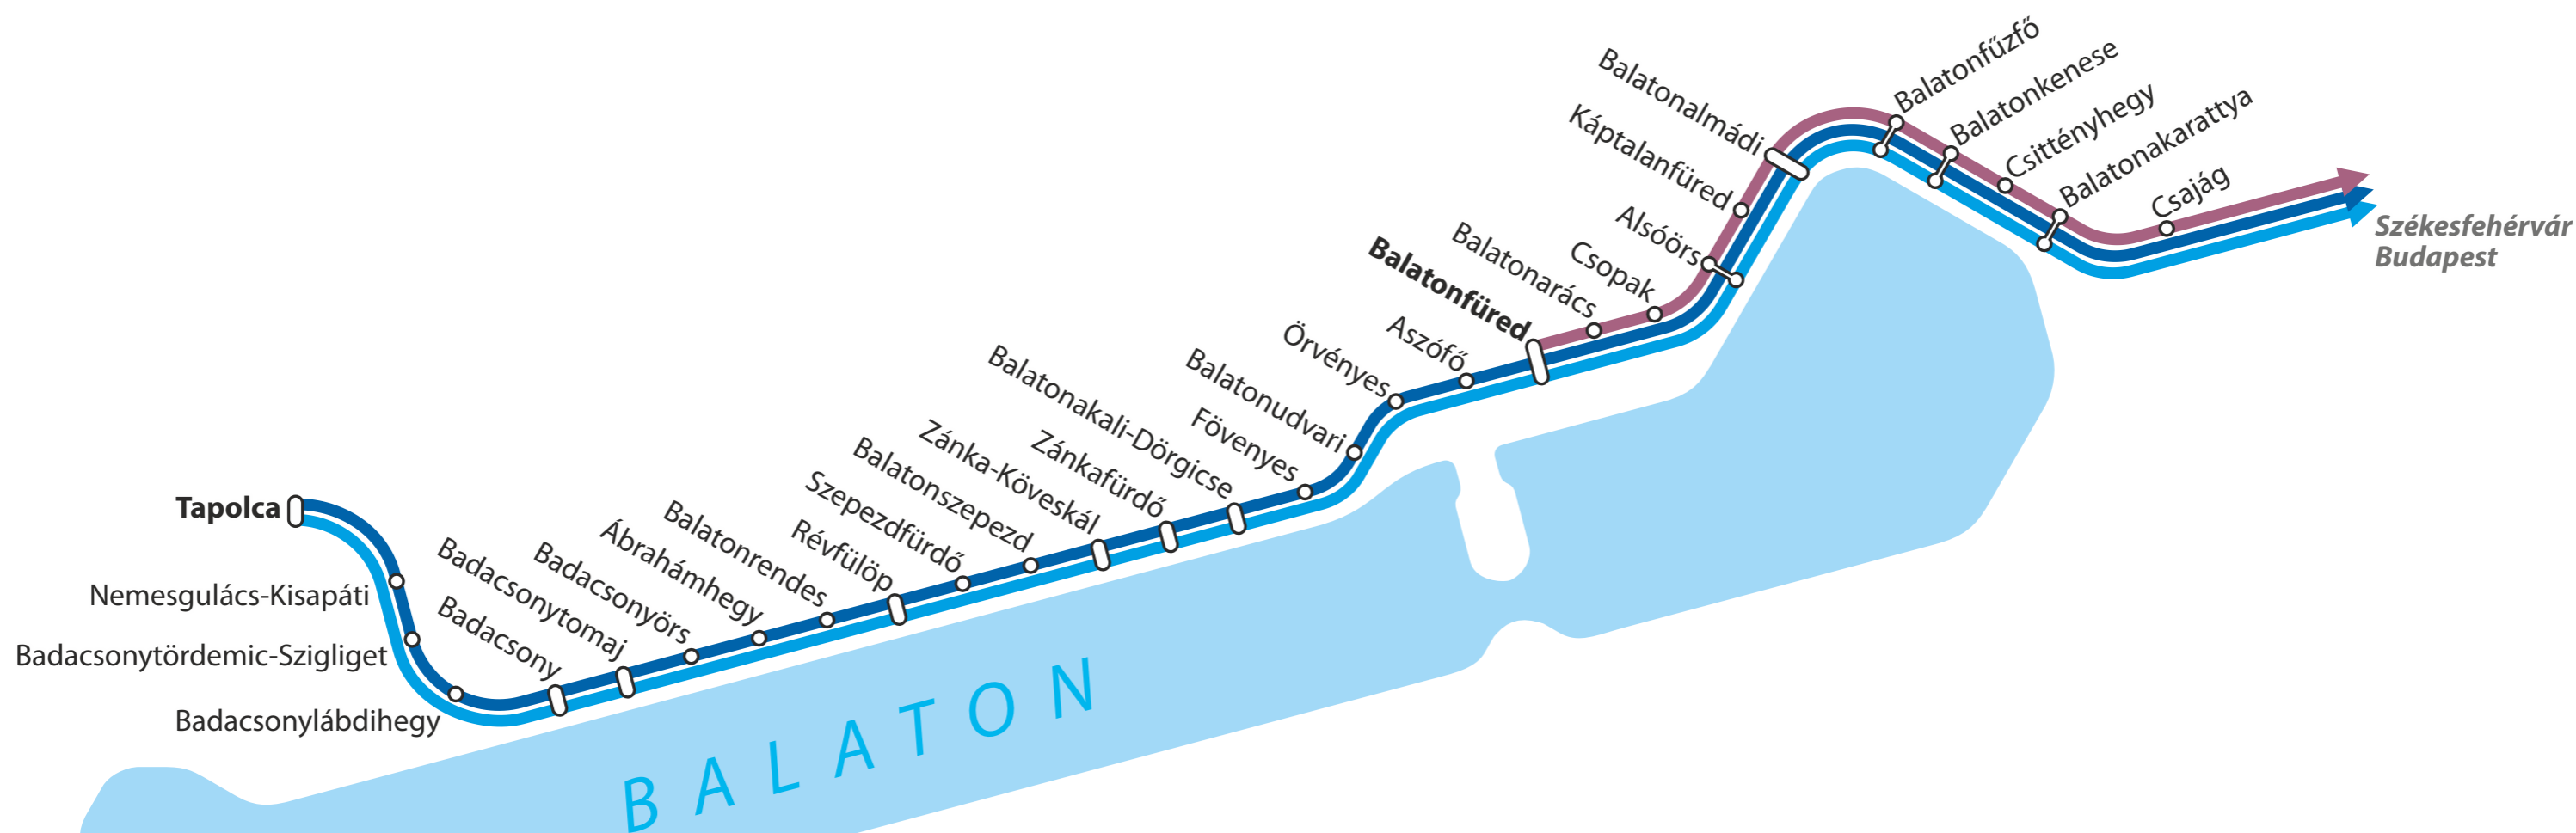 Tapolca
Nemesgulács-Kisapáti
Badacsonytördemic-Szigliget
Badacsonylábdihegy
Badacsony
Badacsonytomaj
Badacsonyörs
Ábrahámhegy
Balatonrendes
Révfülöp
Szepezdfürdő
Balatonszepezd
Zánka-Köveskál
Zánkafürdő
Balatonakali-Dörgicse
Fövenyes
Balatonudvari
Örvényes
Aszófő
Balatonfüred
Balatonarács
Csopak
Alsóörs
Káptalanfüred
Balatonalmádi
Balatonfűzfő
Balatonkenese
Csittényhegy
Balatonakarattya
Csajág
Székesfehérvár
Budapest
BALATON